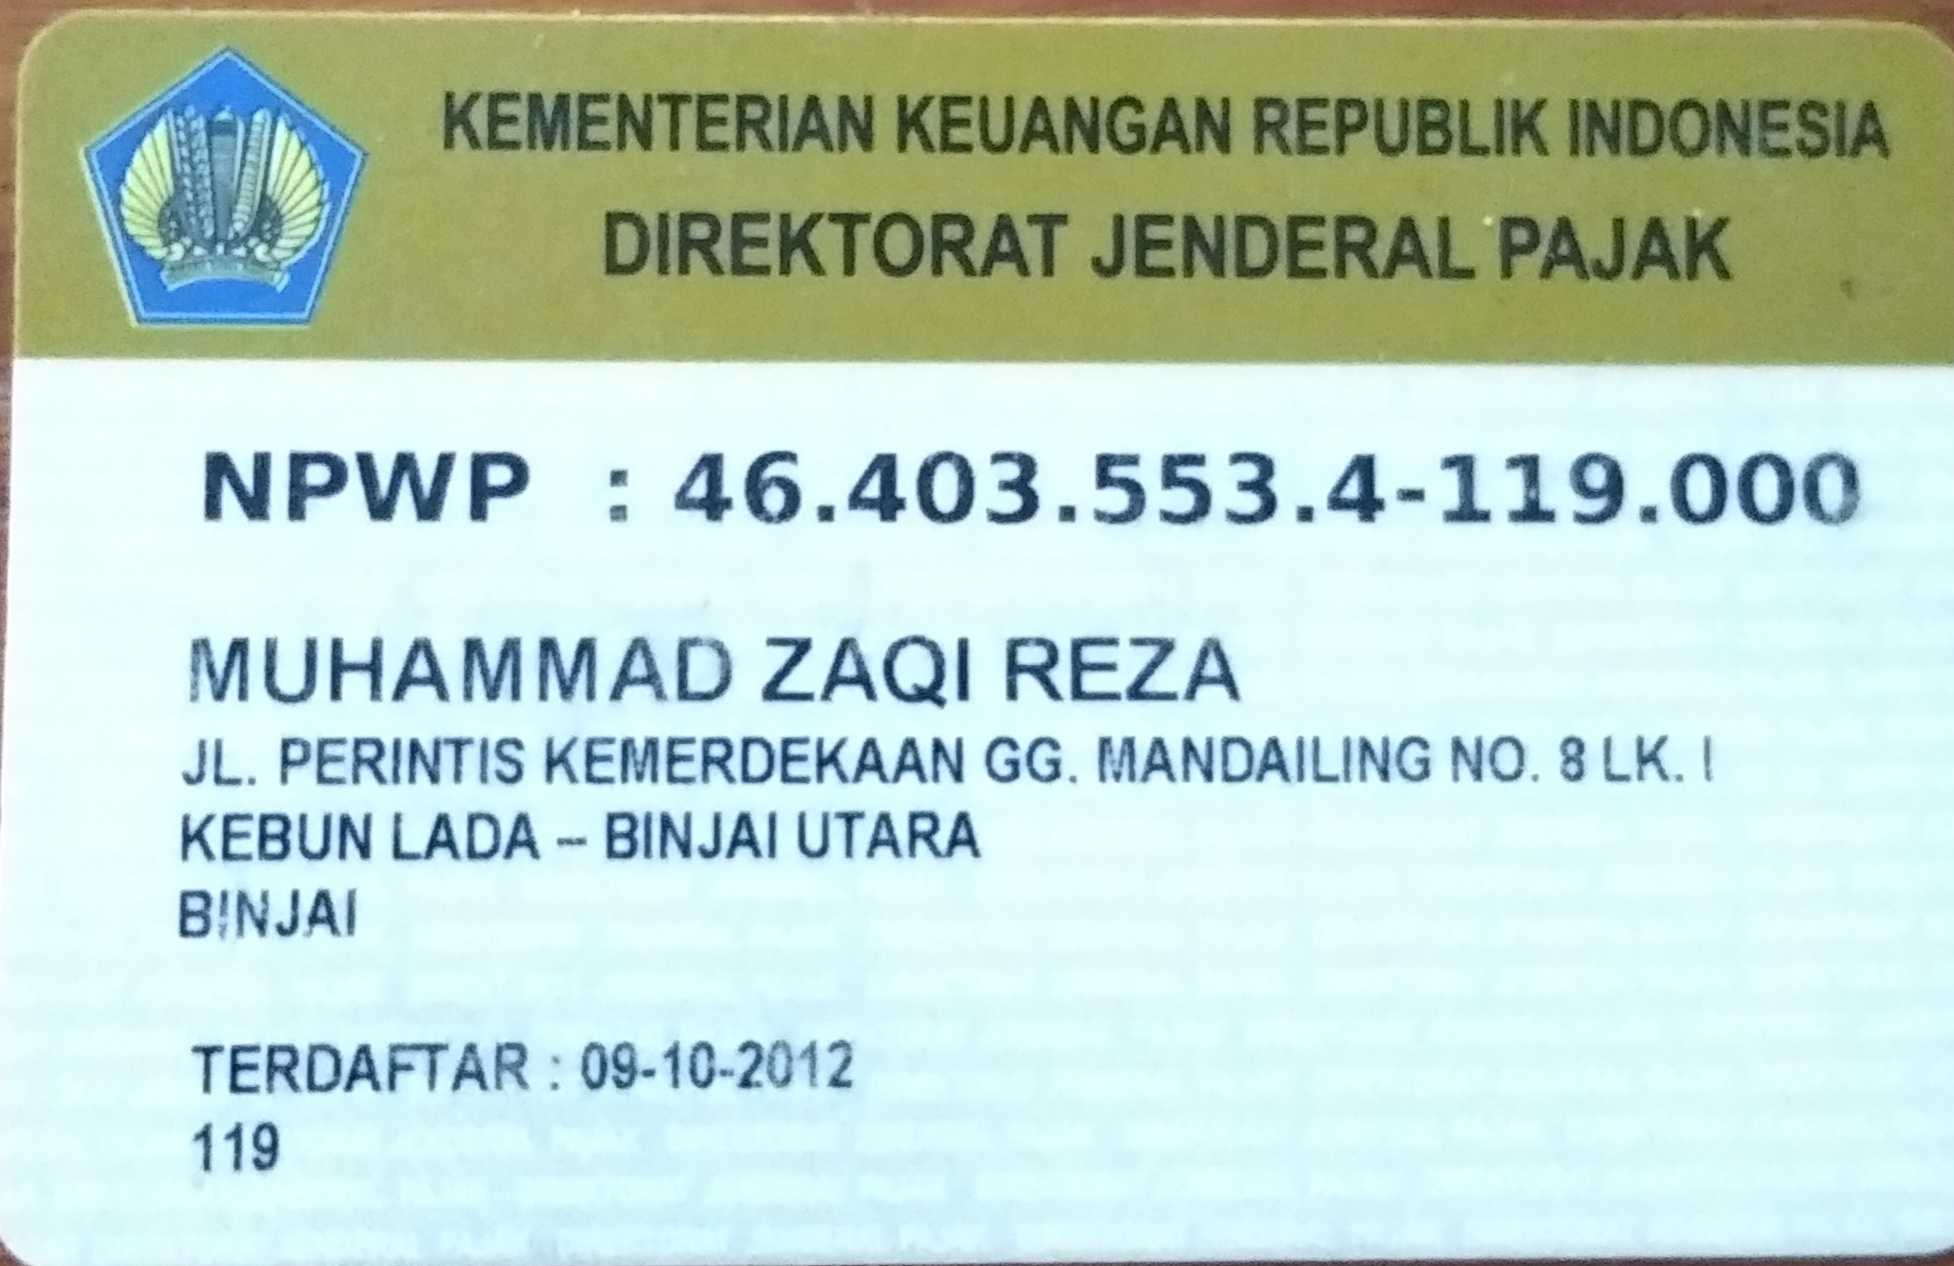 KEMENTERIAN KEUANGAN REPUBLIK INDONESIA
DIREKTORAT JENDERAL PAJAK
NPWP : 46.403.553.4-119.000
MUHAMMAD ZAQI REZA
JL. PERINTIS KEMERDEKAAN GG. MANDAILING NO. 8 LK. I
KEBUN LADA – BINJAI UTARA
BINJAI
TERDAFTAR : 09-10-2012
119